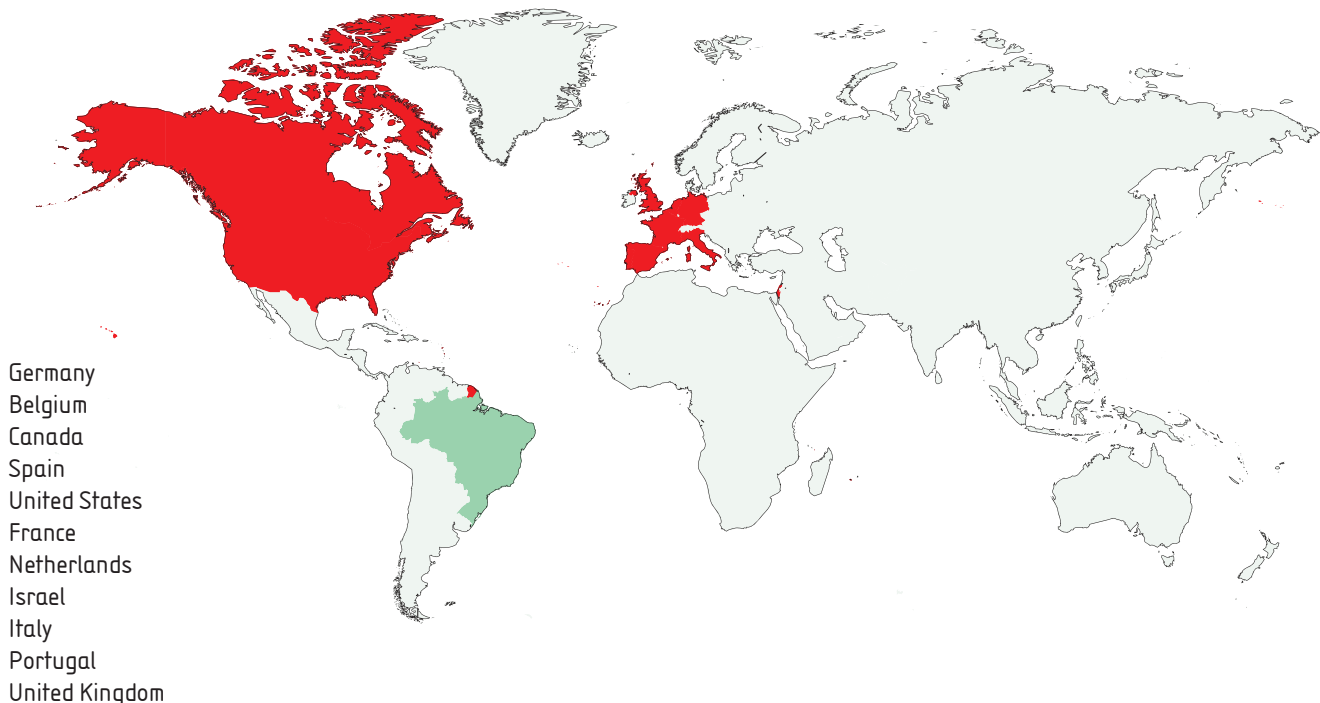 Germany
Belgium
Canada
Spain
United States
France
Netherlands
Israel
Italy
Portugal
United Kingdom